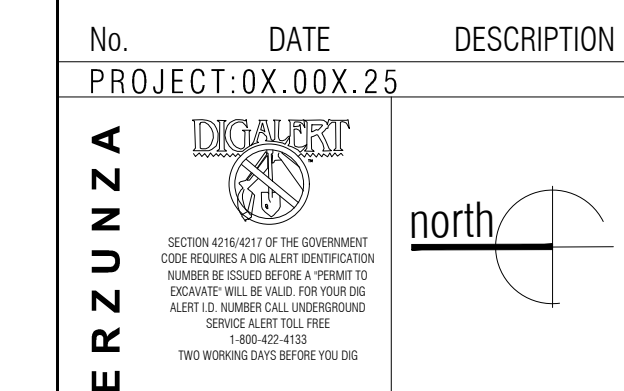 No. DATE DESCRIPTION
PROJECT:0X.00X.25
ERZUNZA
DIGALERT
™
SECTION 4216/4217 OF THE GOVERNMENT
CODE REQUIRES A DIG ALERT IDENTIFICATION
NUMBER BE ISSUED BEFORE A "PERMIT TO
EXCAVATE" WILL BE VALID. FOR YOUR DIG
ALERT I.D. NUMBER CALL UNDERGROUND
SERVICE ALERT TOLL FREE
1-800-422-4133
TWO WORKING DAYS BEFORE YOU DIG
north